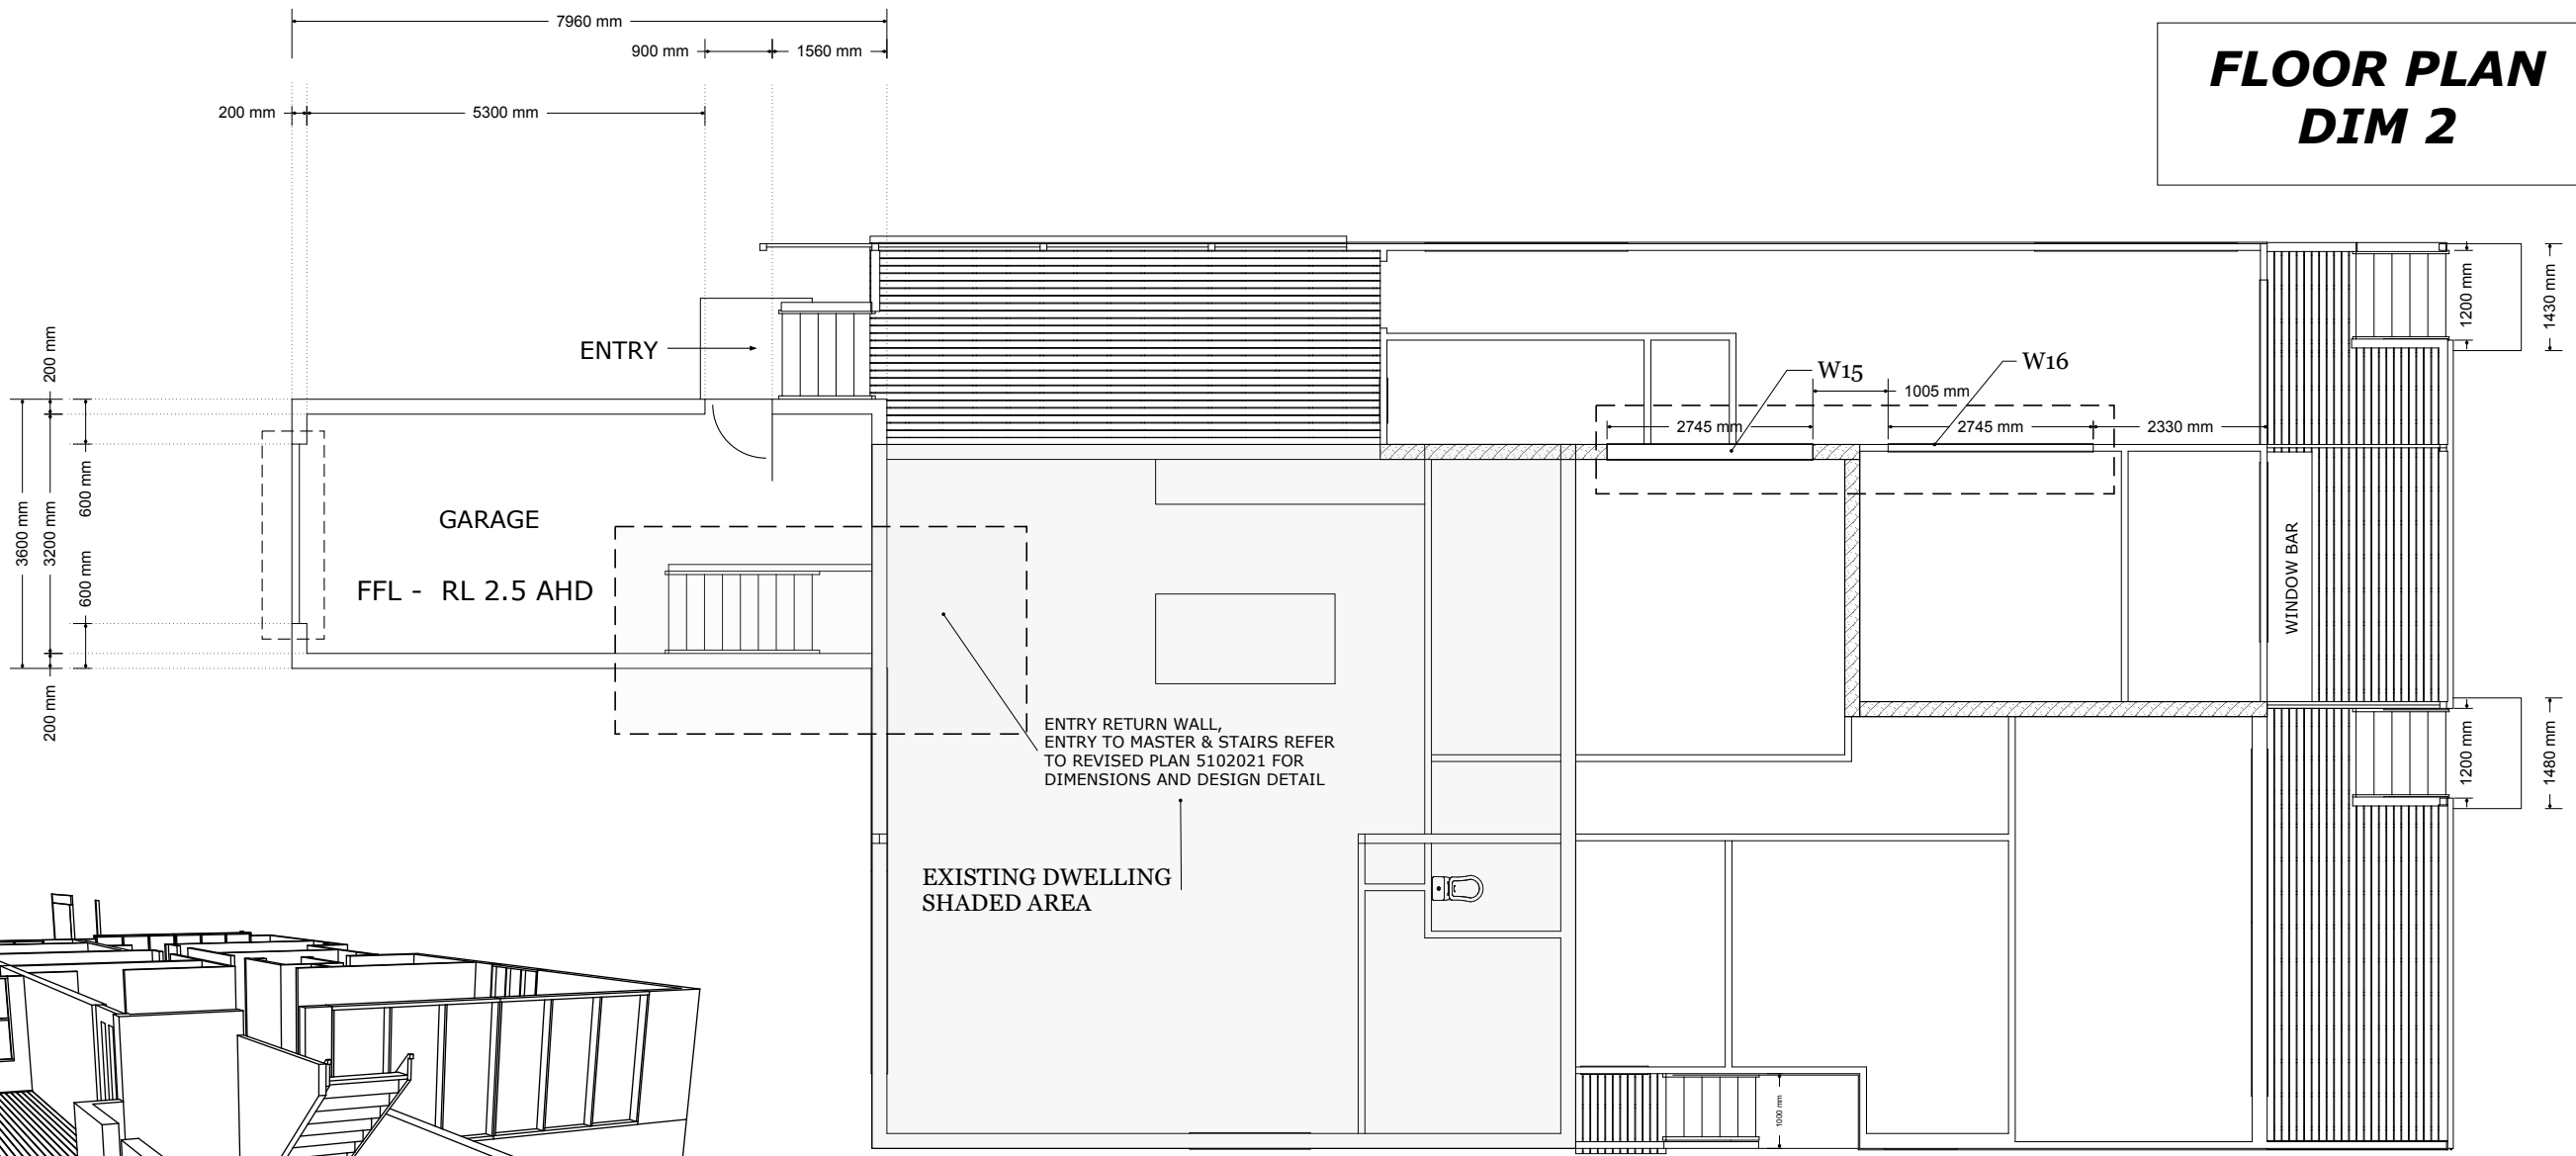 7960 mm
900 mm
1560 mm
FLOOR PLAN
DIM 2
200 mm
5300 mm
ENTRY
200 mm
3600 mm
3200 mm
600 mm
600 mm
200 mm
GARAGE
FFL - RL 2.5 AHD
W15
W16
1005 mm
2745 mm
2745 mm
2330 mm
1200 mm
1430 mm
WINDOW BAR
ENTRY RETURN WALL,
ENTRY TO MASTER & STAIRS REFER
TO REVISED PLAN 5102021 FOR
DIMENSIONS AND DESIGN DETAIL
EXISTING DWELLING
SHADED AREA
1200 mm
1480 mm
1000 mm